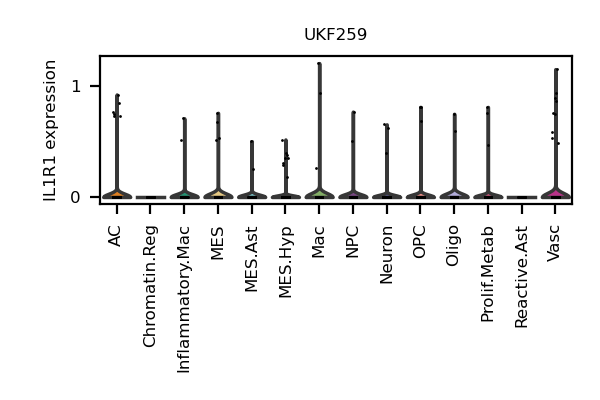 UKF259
IL1R1 expression
1
0
AC
Chromatin.Reg
Inflammatory.Mac
MES
MES.Ast
MES.Hyp
Mac
NPC
Neuron
OPC
Oligo
Prolif.Metab
Reactive.Ast
Vasc